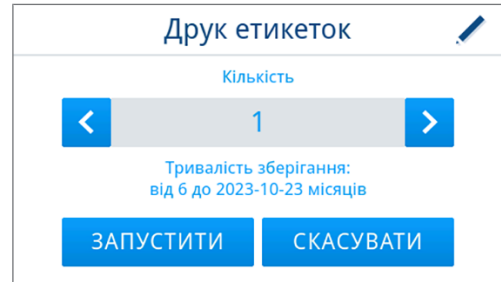 Друк етикеток
Кількість
1
Тривалість зберігання:
від 6 до 2023-10-23 місяців
ЗАПУСТИТИ СКАСУВАТИ